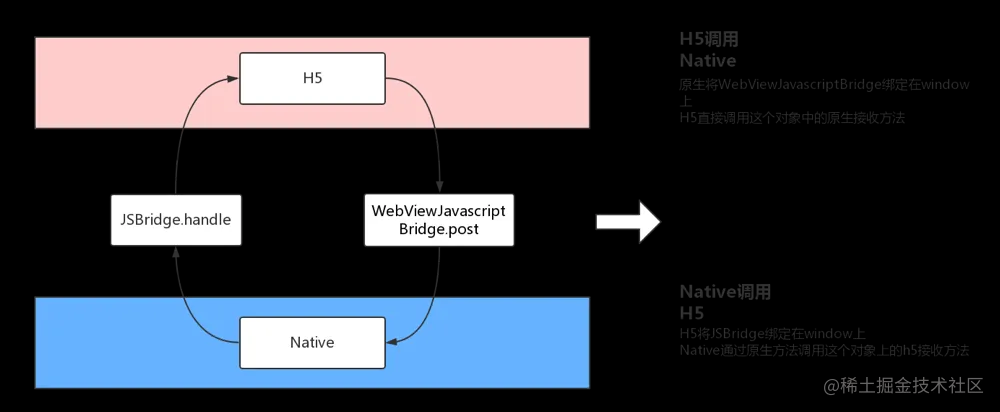 H5
JSBridge.handle
WebViewJavascript
Bridge.post
Native
H5调用
Native
原生将WebViewJavascriptBridge绑定在window
上
H5直接调用这个对象中的原生接收方法
Native调用
H5
H5将JSBridge绑定在window上
Native通过原生方法调用这个对象上的h5接收方法
@稀土掘金技术社区